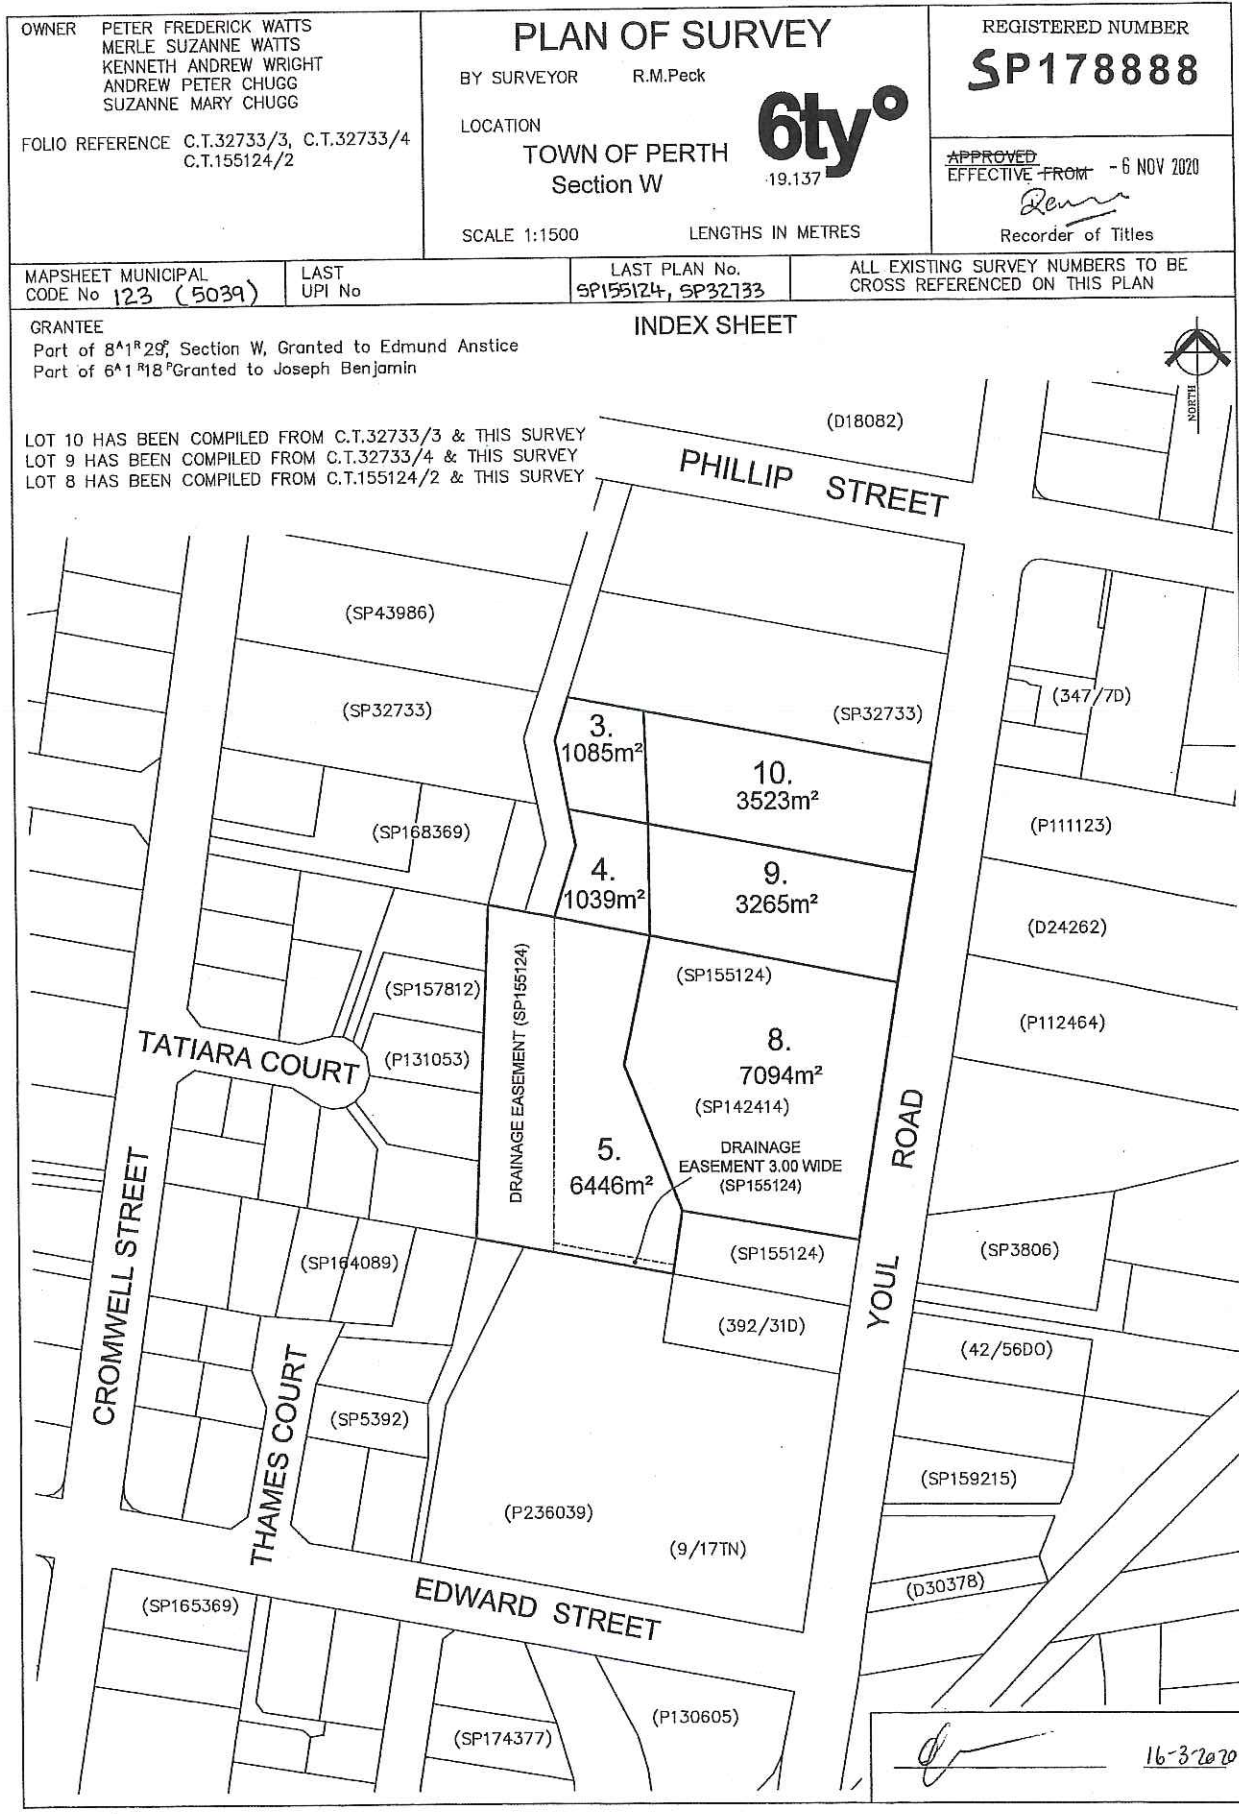 OWNER PETER FREDERICK WATTS
MERLE SUZANNE WATTS
KENNETH ANDREW WRIGHT
ANDREW PETER CHUGG
SUZANNE MARY CHUGG
FOLIO REFERENCE C.T.32733/3, C.T.32733/4
C.T.155124/2
PLAN OF SURVEY
BY SURVEYOR R.M.Peck
LOCATION
TOWN OF PERTH
Section W
6ty°
19.137
SCALE 1:1500 LENGTHS IN METRES
REGISTERED NUMBER
SP178888
APPROVED
EFFECTIVE FROM -6 NOV 2020
Recorder of Titles
MAPSHEET MUNICIPAL
CODE No 123 (5039)
LAST
UPI No
LAST PLAN No.
SP155124, SP32733
ALL EXISTING SURVEY NUMBERS TO BE
CROSS REFERENCED ON THIS PLAN
GRANTEE
Part of 8ᴬ1ᴿ29ᴾ, Section W, Granted to Edmund Anstice
Part of 6ᴬ1ᴿ18ᴾ Granted to Joseph Benjamin
INDEX SHEET
NORTH
LOT 10 HAS BEEN COMPILED FROM C.T.32733/3 & THIS SURVEY
LOT 9 HAS BEEN COMPILED FROM C.T.32733/4 & THIS SURVEY
LOT 8 HAS BEEN COMPILED FROM C.T.155124/2 & THIS SURVEY
(D18082)
PHILLIP STREET
(SP43986)
(SP32733)
(SP32733)
(347/7D)
3.
1085m²
10.
3523m²
(SP168369)
(P111123)
4.
1039m²
9.
3265m²
(D24262)
(SP157812)
(SP155124)
(P112464)
TATIARA COURT
(P131053)
DRAINAGE EASEMENT (SP155124)
8.
7094m²
(SP142414)
5.
6446m²
DRAINAGE
EASEMENT 3.00 WIDE
(SP155124)
YOUL ROAD
CROMWELL STREET
(SP164089)
(SP155124)
(SP3806)
(392/31D)
(42/56DO)
THAMES COURT
(SP5392)
(SP159215)
(P236039)
(9/17TN)
(D30378)
EDWARD STREET
(SP165369)
(SP174377)
(P130605)
16-3-2020